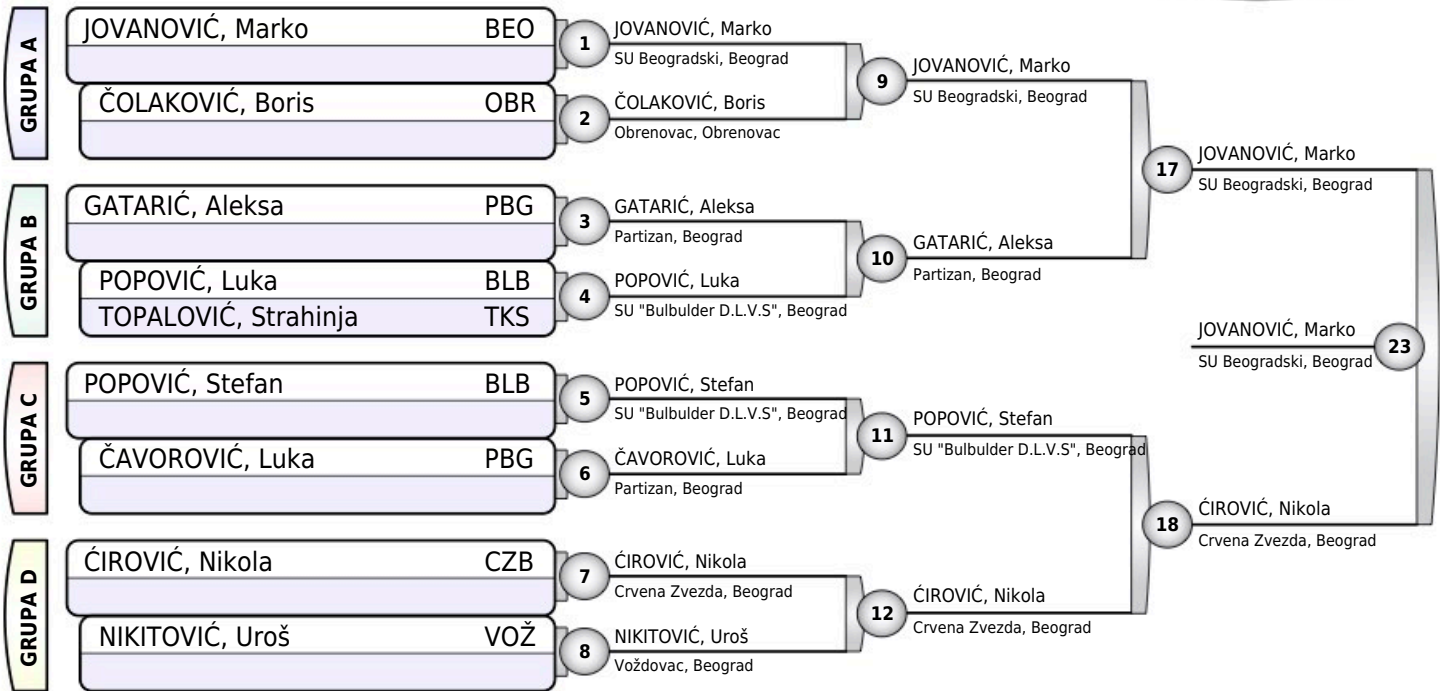 GRUPA A
JOVANOVIĆ, Marko BEO
ČOLAKOVIĆ, Boris OBR
GRUPA B
GATARIĆ, Aleksa PBG
POPOVIĆ, Luka BLB
TOPALOVIĆ, Strahinja TKS
GRUPA C
POPOVIĆ, Stefan BLB
ČAVOROVIĆ, Luka PBG
GRUPA D
ĆIROVIĆ, Nikola CZB
NIKITOVIĆ, Uroš VOŽ
1
JOVANOVIĆ, Marko
SU Beogradski, Beograd
2
ČOLAKOVIĆ, Boris
Obrenovac, Obrenovac
3
GATARIĆ, Aleksa
Partizan, Beograd
4
POPOVIĆ, Luka
SU "Bulbulder D.L.V.S", Beograd
5
POPOVIĆ, Stefan
SU "Bulbulder D.L.V.S", Beograd
6
ČAVOROVIĆ, Luka
Partizan, Beograd
7
ĆIROVIĆ, Nikola
Crvena Zvezda, Beograd
8
NIKITOVIĆ, Uroš
Voždovac, Beograd
9
JOVANOVIĆ, Marko
SU Beogradski, Beograd
10
GATARIĆ, Aleksa
Partizan, Beograd
11
POPOVIĆ, Stefan
SU "Bulbulder D.L.V.S", Beograd
12
ĆIROVIĆ, Nikola
Crvena Zvezda, Beograd
17
JOVANOVIĆ, Marko
SU Beogradski, Beograd
18
ĆIROVIĆ, Nikola
Crvena Zvezda, Beograd
JOVANOVIĆ, Marko
SU Beogradski, Beograd
23